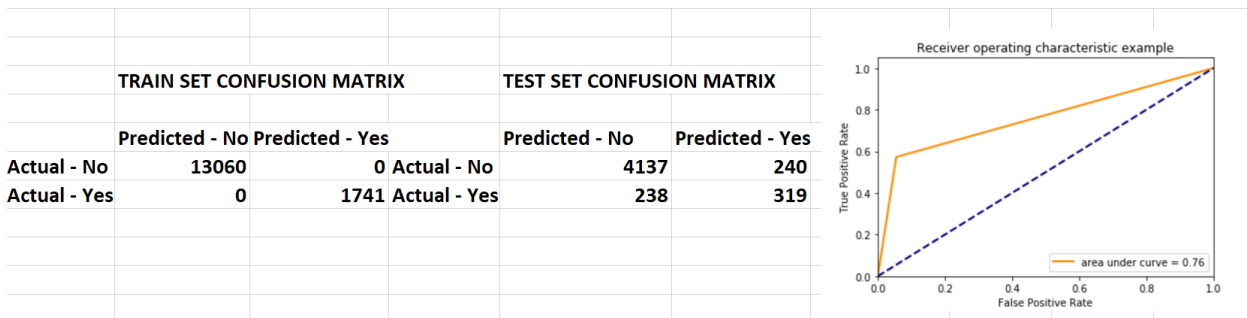 TRAIN SET CONFUSION MATRIX TEST SET CONFUSION MATRIX
Predicted - No Predicted - Yes Predicted - No Predicted - Yes
Actual - No 13060 0 Actual - No 4137 240
Actual - Yes 0 1741 Actual - Yes 238 319
Receiver operating characteristic example
1.0
0.8
0.6
0.4
0.2
0.0
True Positive Rate
area under curve = 0.76
0.0 0.2 0.4 0.6 0.8 1.0
False Positive Rate